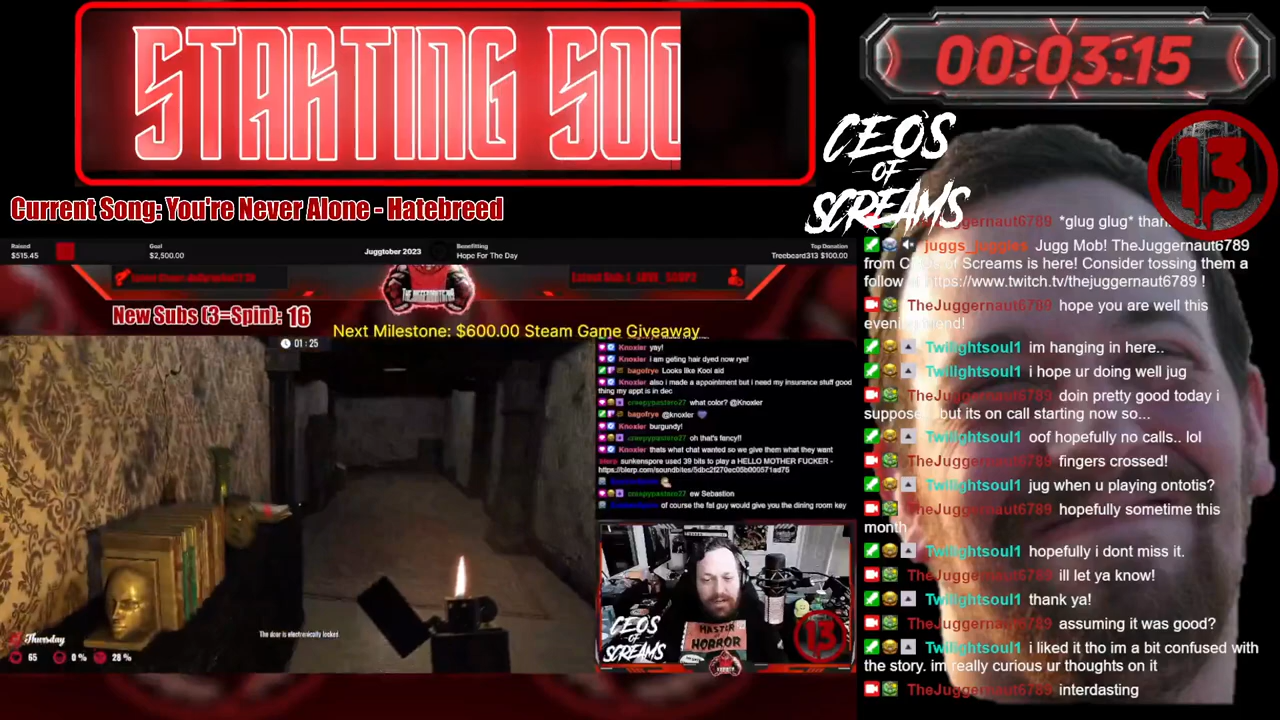 STARTING SOO
00:03:15
CEO'S
OF
SCREAMS
13
Current Song: You're Never Alone - Hatebreed
Raised
$515.45
Goal
$2,500.00
Juggtober 2023
Benefitting
Hope For The Day
Top Donation
Treebeard313 $100.00
THEJUGGERNAUT6789
New Subs (3=Spin): 16
Next Milestone: $600.00 Steam Game Giveaway
01:25
Knoxler yay!
Knoxler i am geting hair dyed now rye!
bagofrye Looks like Kool aid
Knoxler also i made a appointment but i need my insurance stuff good
thing my appt is in dec
creepypastero27 what color? @Knoxler
bagofrye @knoxler
Knoxler burgundy!
creepypastero27 oh that's fancy!!
Knoxler thats what chat wanted so we give them what they want
blerp sunkenspore used 39 bits to play a HELLO MOTHER FUCKER -
creepypastero27 ew Sebastion
of course the fat guy would give you the dining room key
The door is electronically locked
Thursday
65
0 %
28 %
MASTER
OF
HORROR
CEO'S
OF
SCREAMS
13
*glug glug*
juggs_juggles Jugg Mob! TheJuggernaut6789
from CEOs of Screams is here! Consider tossing them a
follow https://www.twitch.tv/thejuggernaut6789 !
TheJuggernaut6789 hope you are well this
evening friend!
Twilightsoul1 im hanging in here..
Twilightsoul1 i hope ur doing well jug
TheJuggernaut6789 doin pretty good today i
suppose. but its on call starting now so...
Twilightsoul1 oof hopefully no calls.. lol
TheJuggernaut6789 fingers crossed!
Twilightsoul1 jug when u playing ontotis?
TheJuggernaut6789 hopefully sometime this
month
Twilightsoul1 hopefully i dont miss it.
TheJuggernaut6789 ill let ya know!
Twilightsoul1 thank ya!
TheJuggernaut6789 assuming it was good?
Twilightsoul1 i liked it tho im a bit confused with
the story. im really curious ur thoughts on it
TheJuggernaut6789 interdasting